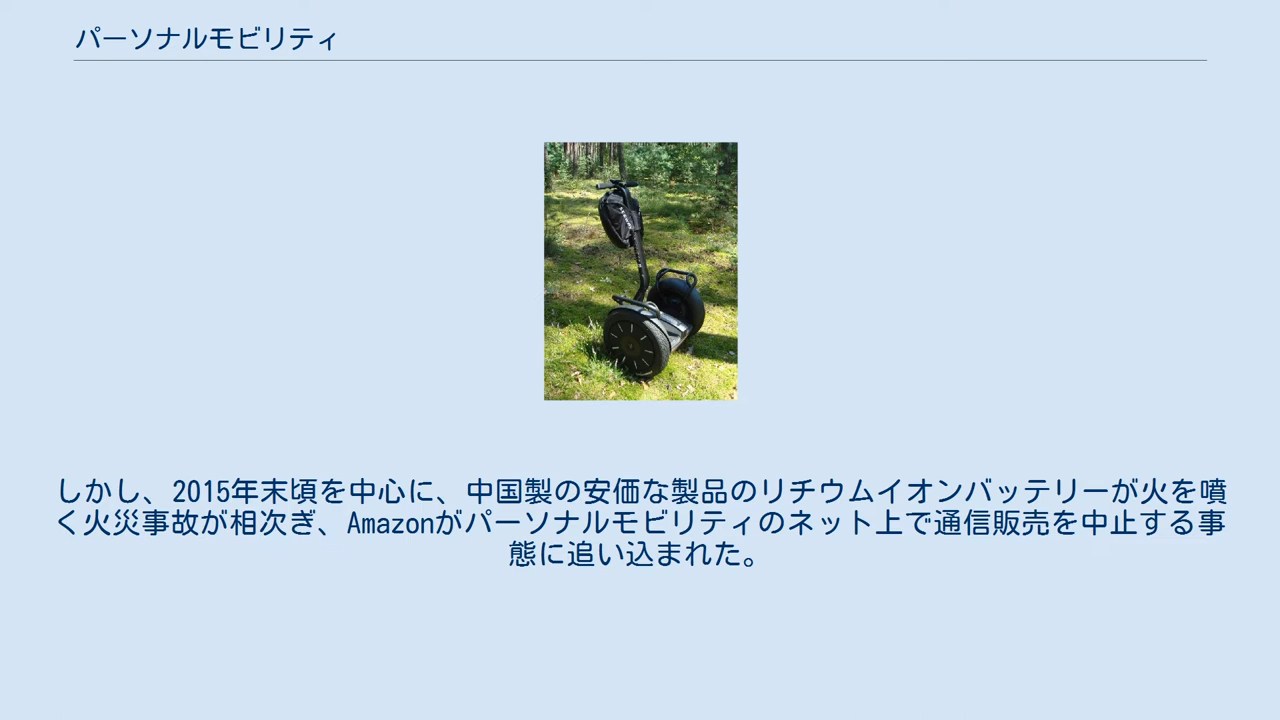 パーソナルモビリティ
しかし、2015年末頃を中心に、中国製の安価な製品のリチウムイオンバッテリーが火を噴
く火災事故が相次ぎ、Amazonがパーソナルモビリティのネット上で通信販売を中止する事
態に追い込まれた。